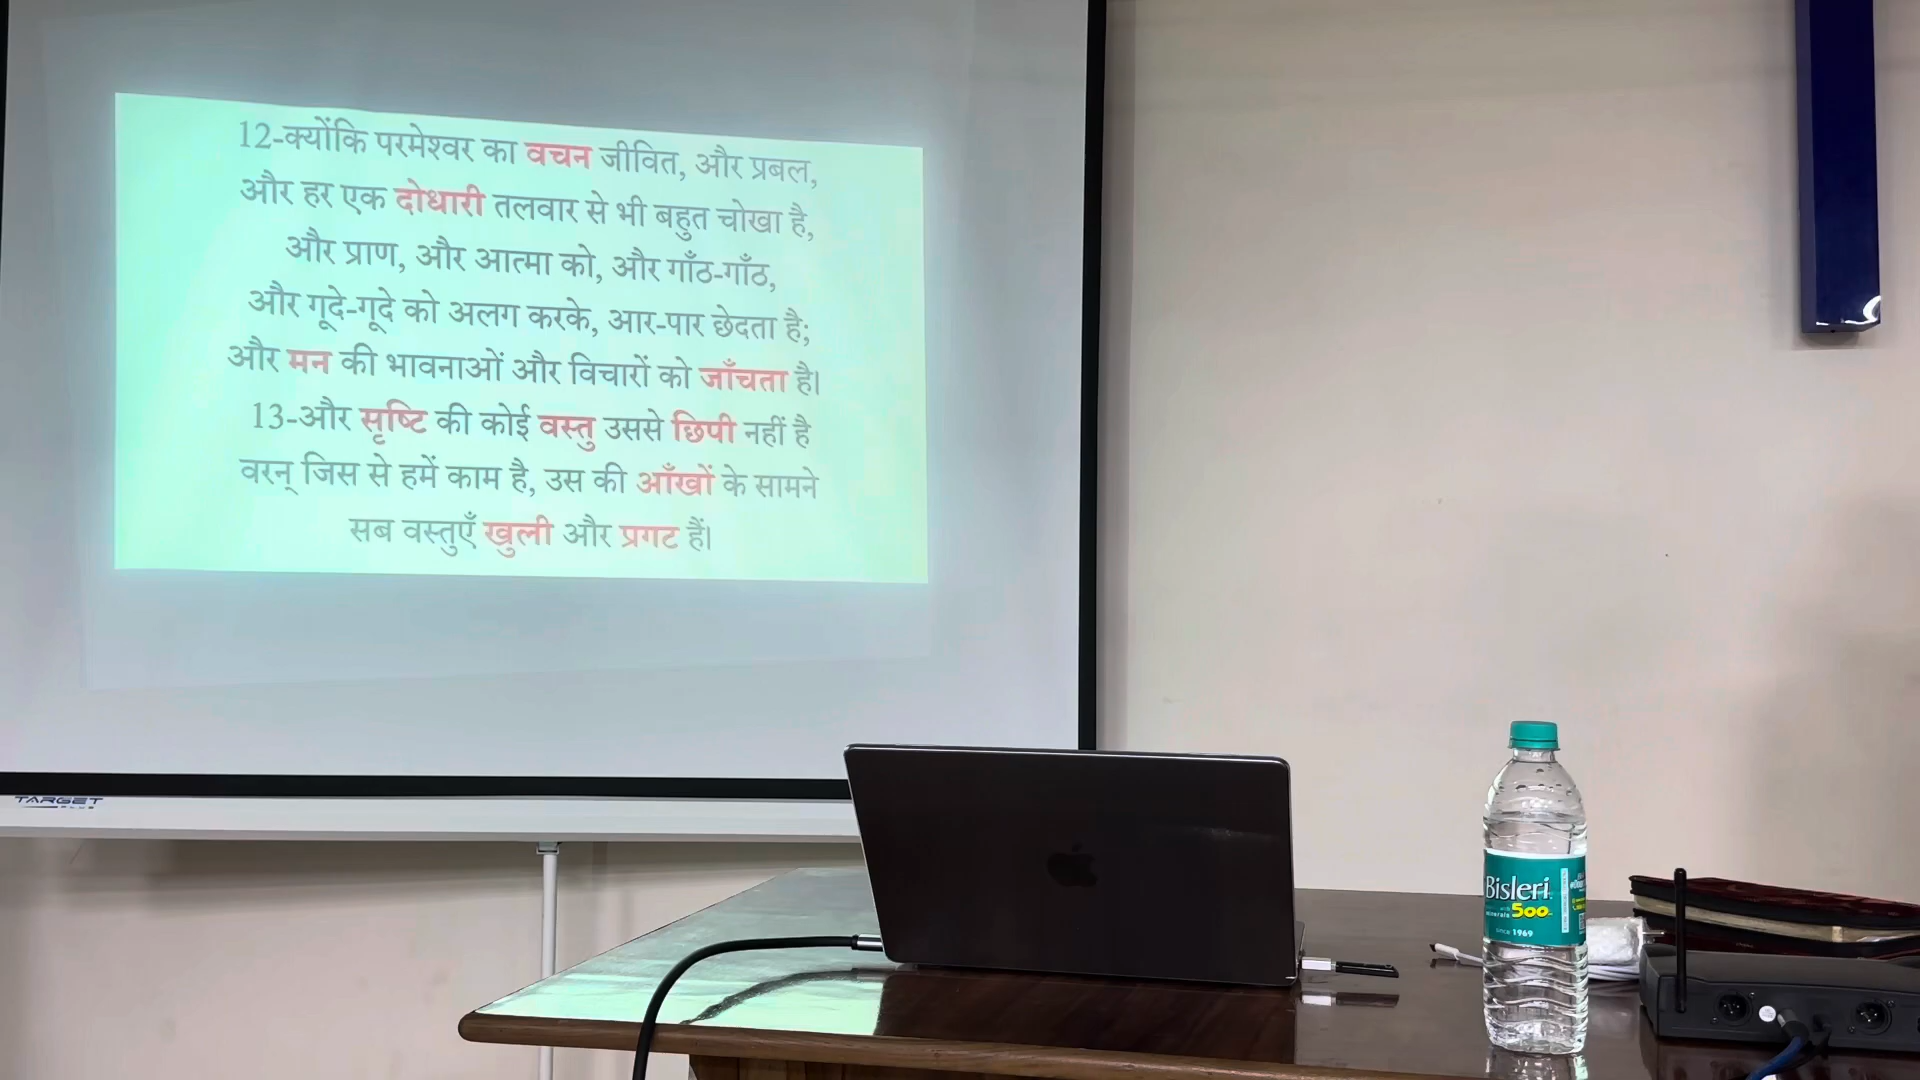 12-क्योंकि परमेश्वर का वचन जीवित, और प्रबल,
और हर एक दोधारी तलवार से भी बहुत चोखा है,
और प्राण, और आत्मा को, और गाँठ-गाँठ,
और गूदे-गूदे को अलग करके, आर-पार छेदता है;
और मन की भावनाओं और विचारों को जाँचता है।
13-और सृष्टि की कोई वस्तु उससे छिपी नहीं है
वरन् जिस से हमें काम है, उस की आँखों के सामने
सब वस्तुएँ खुली और प्रगट हैं।
TARGET
PLUS
Bisleri
minerals 500
since 1969